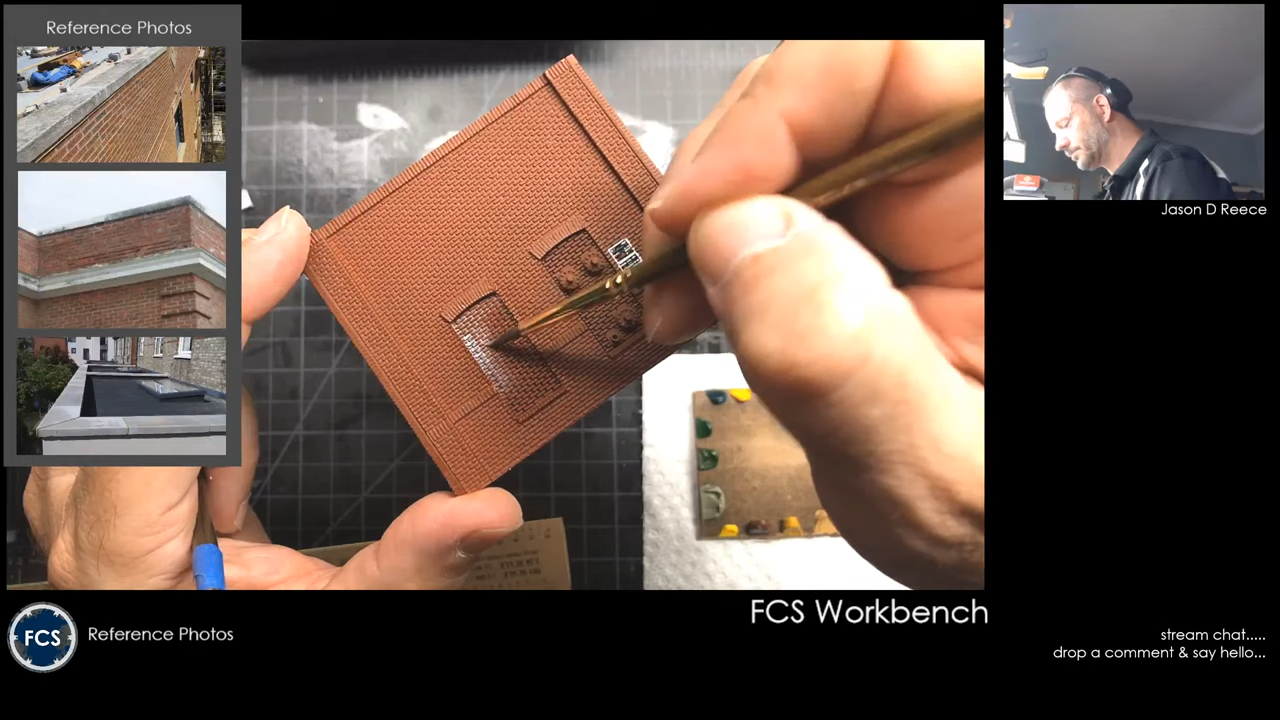 Reference Photos
Jason D Reece
FCS Workbench
FCS
Reference Photos
stream chat.....
drop a comment & say hello...